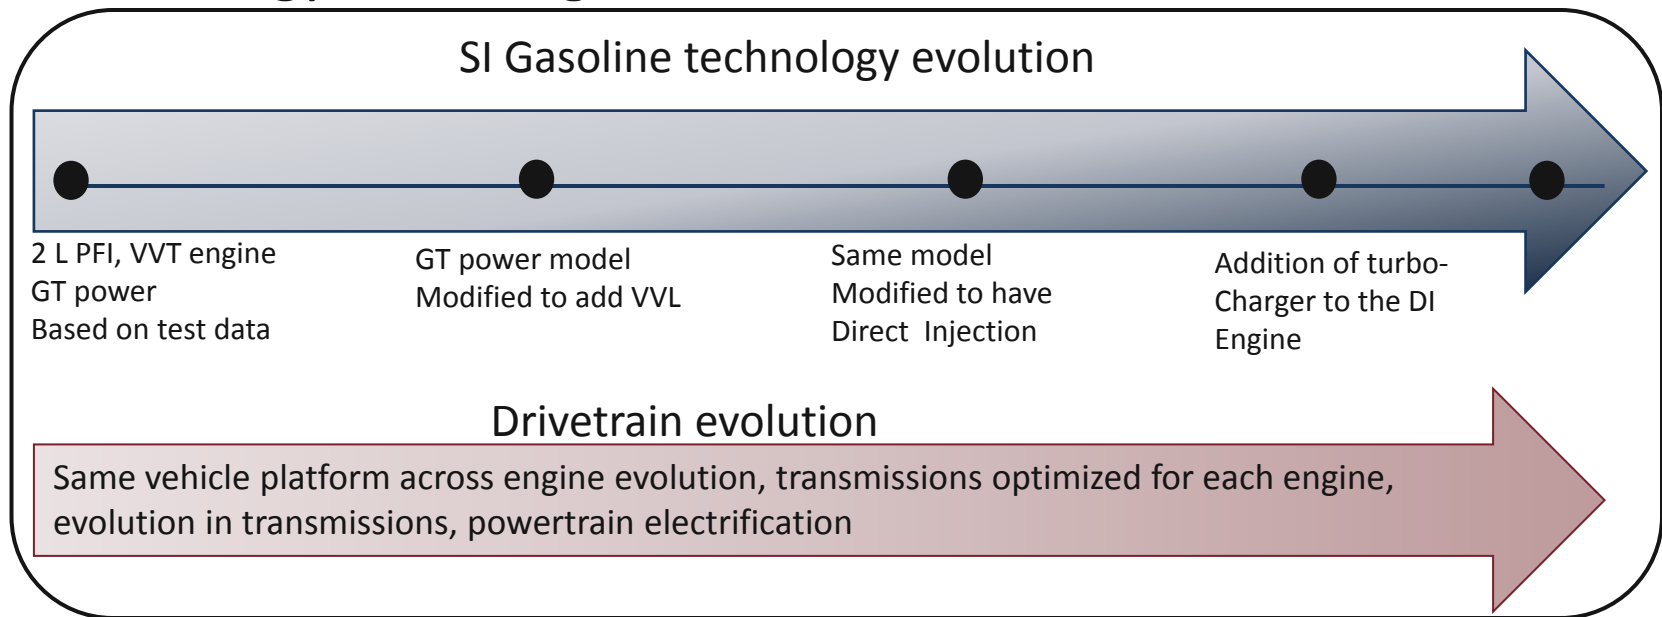 SI Gasoline technology evolution
2 L PFI, VVT engine
GT power
Based on test data
GT power model
Modified to add VVL
Same model
Modified to have
Direct Injection
Addition of turbo-
Charger to the DI
Engine
Drivetrain evolution
Same vehicle platform across engine evolution, transmissions optimized for each engine,
evolution in transmissions, powertrain electrification